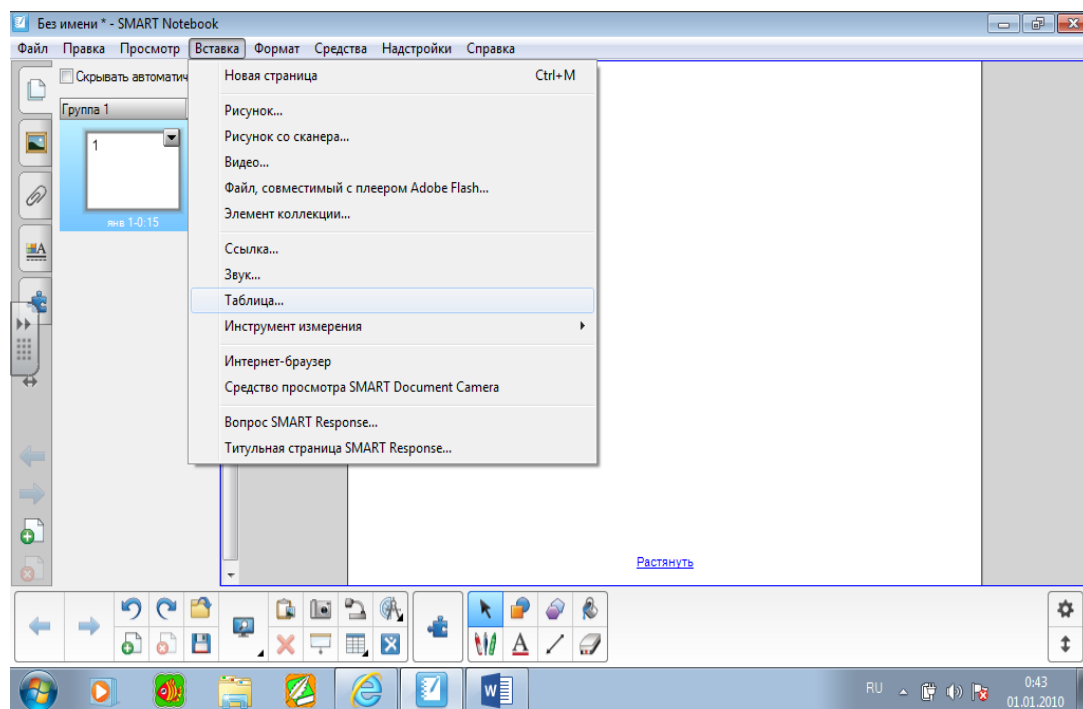 Без имени * - SMART Notebook
Файл Правка Просмотр Вставка Формат Средства Надстройки Справка
Скрывать автоматич
Группа 1
1
янв 1-0:15
Новая страница Ctrl+M
Рисунок...
Рисунок со сканера...
Видео...
Файл, совместимый с плеером Adobe Flash...
Элемент коллекции...
Ссылка...
Звук...
Таблица...
Инструмент измерения
Интернет-браузер
Средство просмотра SMART Document Camera
Вопрос SMART Response...
Титульная страница SMART Response...
Растянуть
RU
0:43
01.01.2010